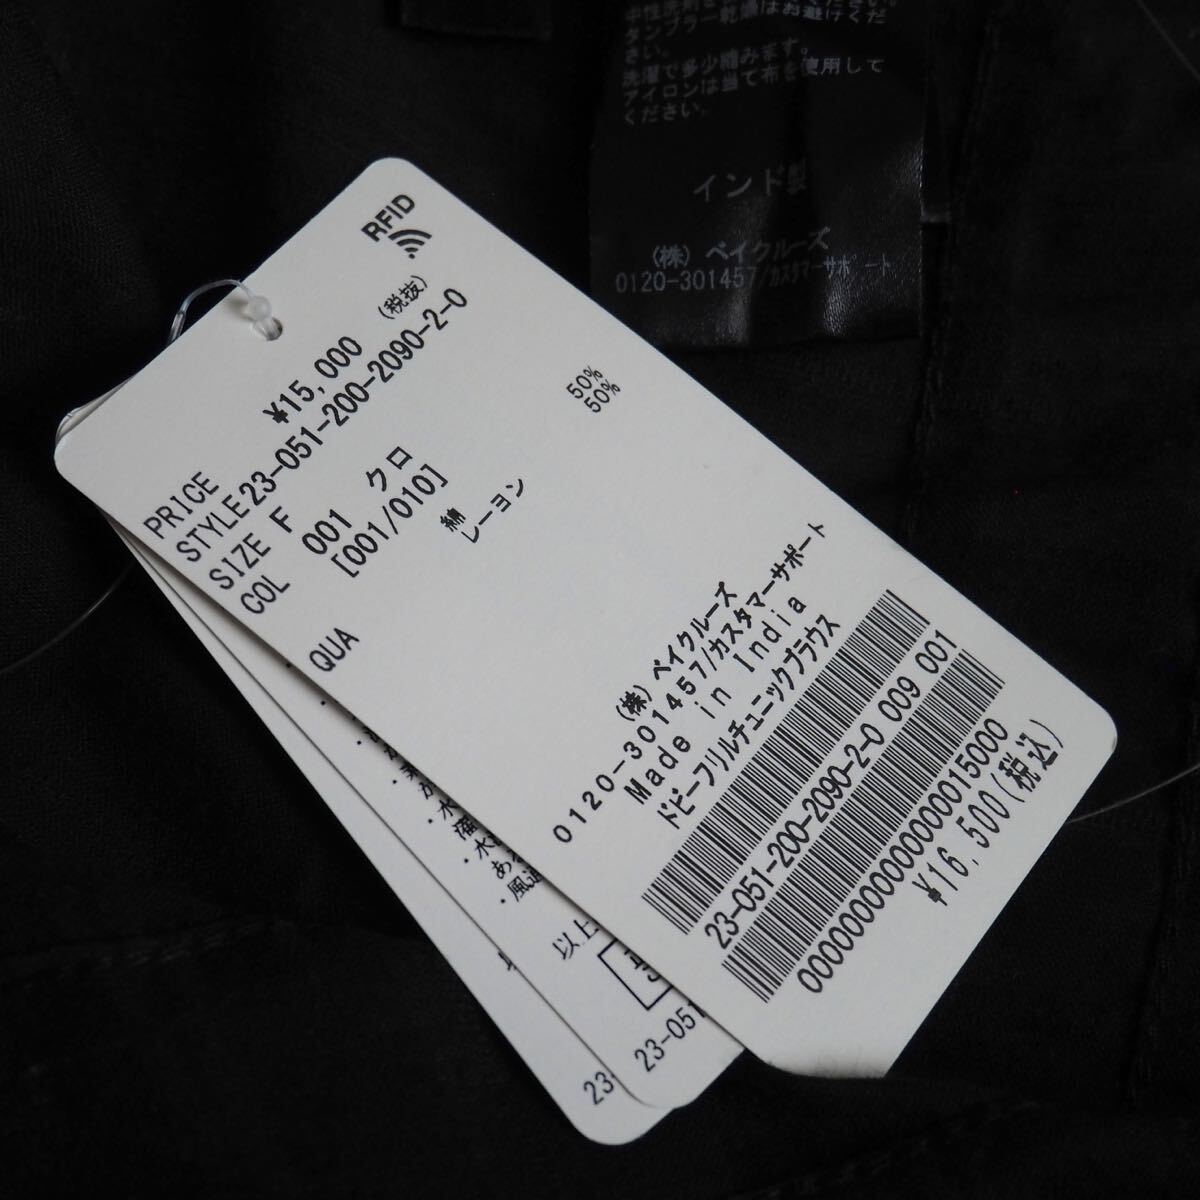 中性洗剤を
タンブラー乾燥はお避けくだ
さい。
洗濯で多少縮みます。
アイロンは当て布を使用して
ください。
インド製
(株) ベイクルーズ
0120-301457/カスタマーサポート
RFID
PRICE ¥15,000 (税抜)
STYLE 23-051-200-2090-2-0
SIZE F
COL 001 クロ
[001/010]
QUA 綿 50%
レーヨン 50%
(株) ベイクルーズ
0120-301457/カスタマーサポート
Made in India
ドビーフリルチュニックブラウス
23-051-200-2090-2-0 009 001
000000000000000015000
¥16,500(税込)
・水
・水
あ
・風通
以上
23-051
23-